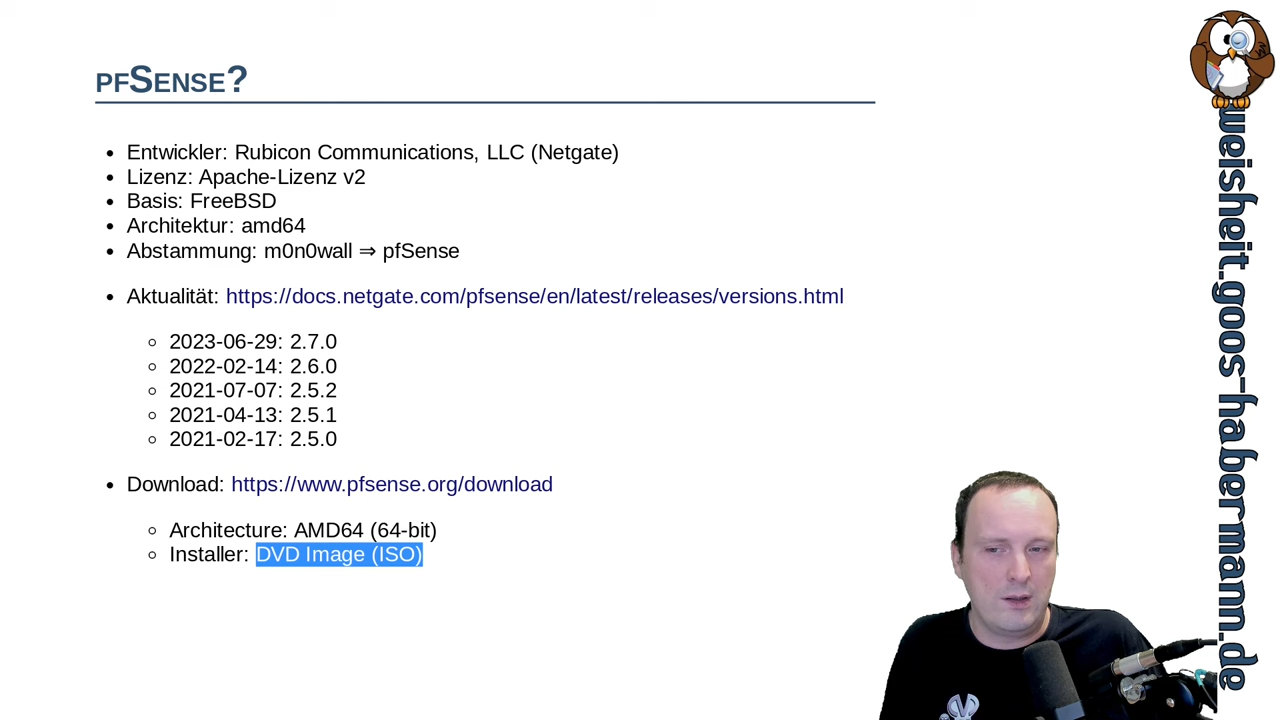 pfSense?
Entwickler: Rubicon Communications, LLC (Netgate)
Lizenz: Apache-Lizenz v2
Basis: FreeBSD
Architektur: amd64
Abstammung: m0n0wall ⇒ pfSense
Aktualität: https://docs.netgate.com/pfsense/en/latest/releases/versions.html
2023-06-29: 2.7.0
2022-02-14: 2.6.0
2021-07-07: 2.5.2
2021-04-13: 2.5.1
2021-02-17: 2.5.0
Download: https://www.pfsense.org/download
Architecture: AMD64 (64-bit)
Installer: DVD Image (ISO)
weisheit.goos-habermann.de